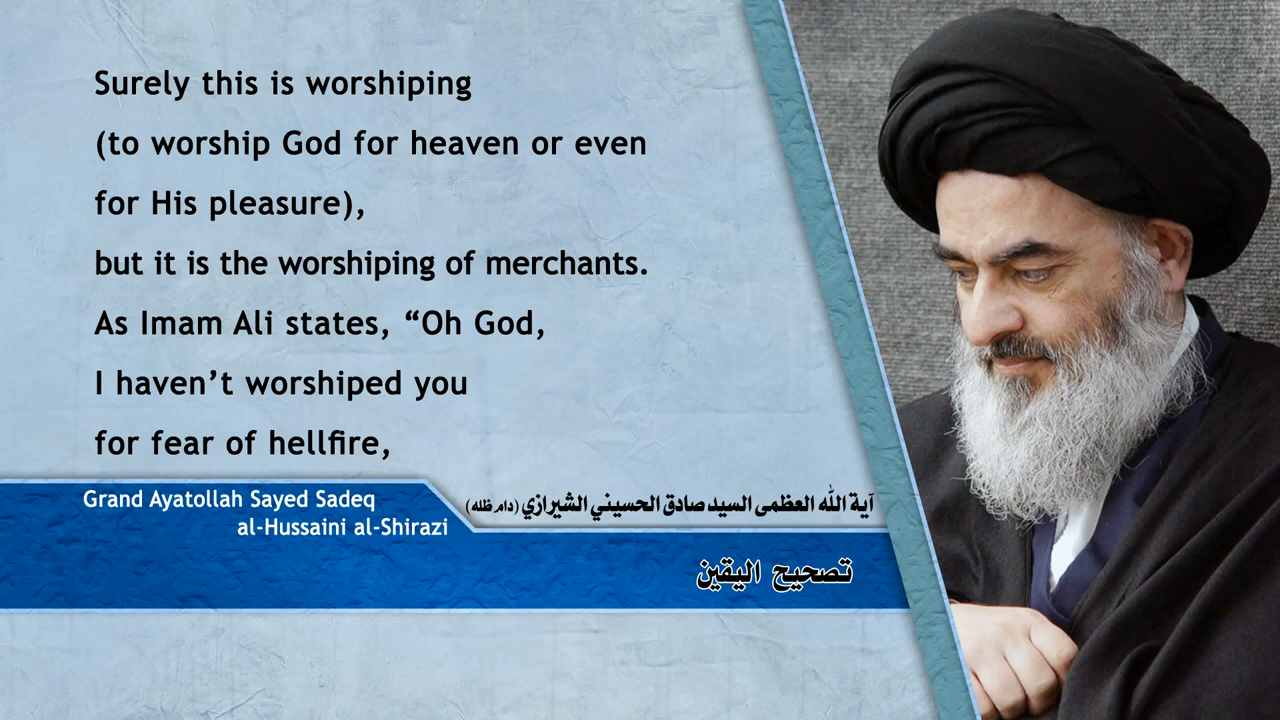 Surely this is worshiping
(to worship God for heaven or even
for His pleasure),
but it is the worshiping of merchants.
As Imam Ali states, “Oh God,
I haven’t worshiped you
for fear of hellfire,
Grand Ayatollah Sayed Sadeq
al-Hussaini al-Shirazi
آية الله العظمى السيد صادق الحسيني الشيرازي (دام ظله)
تصحيح اليقين